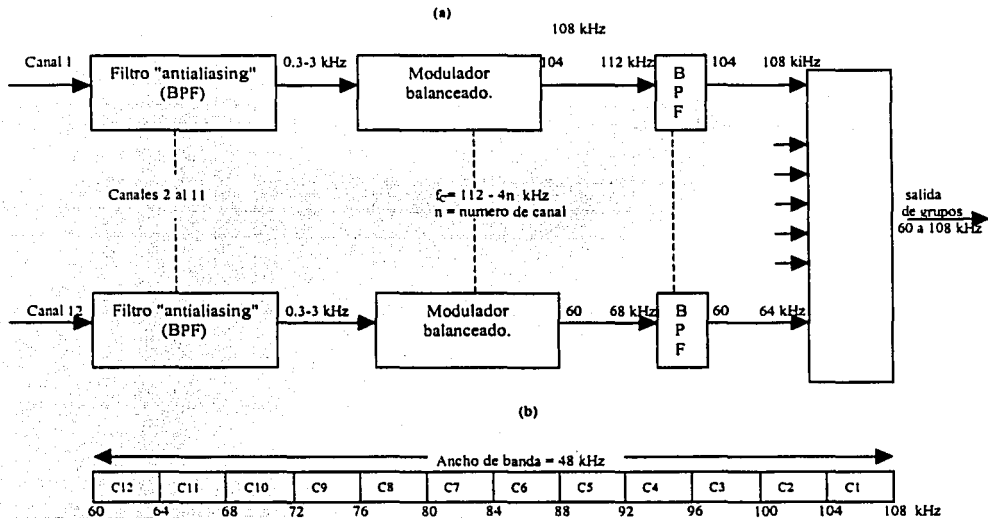 (a)
108 kHz
Canal 1
Filtro "antialiasing"
(BPF)
0.3-3 kHz
Modulador
balanceado.
104
112 kHz
B
P
F
104
108 kiHz
Canales 2 al 11
fc= 112 - 4n kHz
n = numero de canal
salida
de grupos
60 a 108 kHz
Canal 12
Filtro "antialiasing"
(BPF)
0.3-3 kHz
Modulador
balanceado.
60
68 kHz
B
P
F
60
64 kHz
(b)
Ancho de banda = 48 kHz
C12 C11 C10 C9 C8 C7 C6 C5 C4 C3 C2 C1
60 64 68 72 76 80 84 88 92 96 100 104 108 kHz